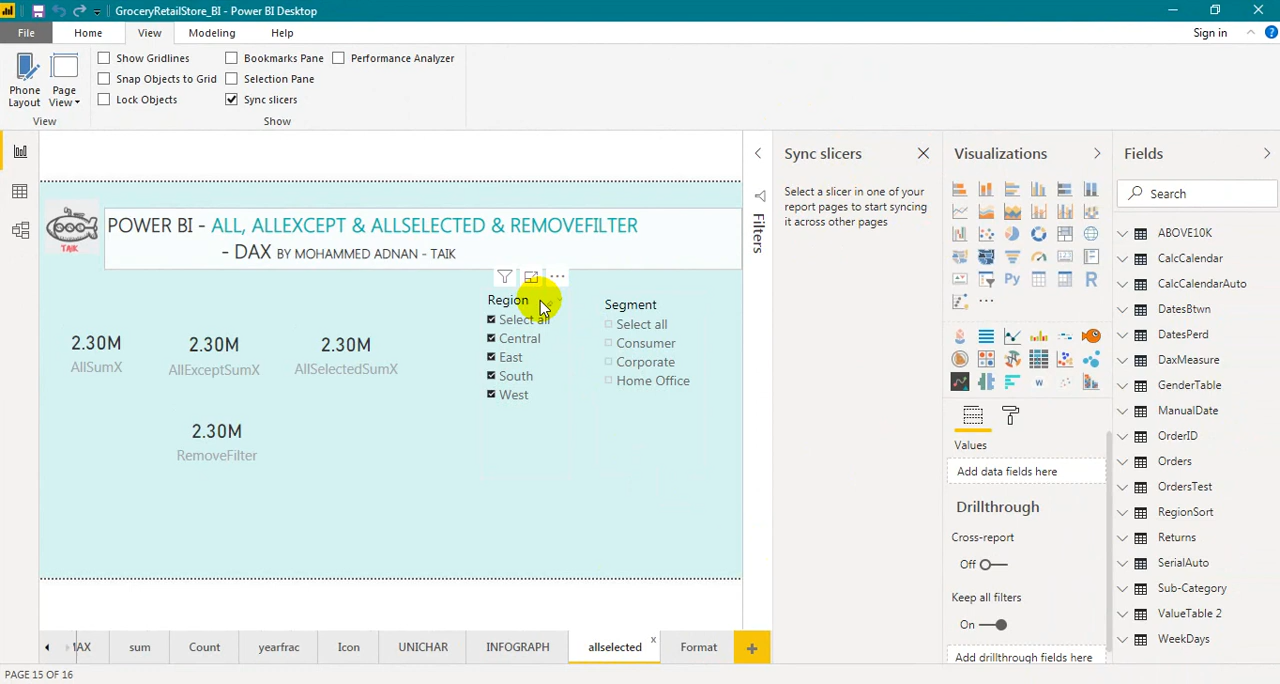 GroceryRetailStore_BI - Power BI Desktop
File Home View Modeling Help Sign in
Show Gridlines Bookmarks Pane Performance Analyzer
Snap Objects to Grid Selection Pane
Lock Objects Sync slicers
Phone Layout Page View
View Show
Sync slicers
Select a slicer in one of your
report pages to start syncing
it across other pages
Filters
Visualizations
Fields
Search
POWER BI - ALL, ALLEXCEPT & ALLSELECTED & REMOVEFILTER
- DAX BY MOHAMMED ADNAN - TAIK
TAIK
2.30M
AllSumX
2.30M
AllExceptSumX
2.30M
AllSelectedSumX
2.30M
RemoveFilter
Region
Select all
Central
East
South
West
Segment
Select all
Consumer
Corporate
Home Office
R
Py
Values
Add data fields here
Drillthrough
Cross-report
Off
Keep all filters
On
Add drillthrough fields here
ABOVE10K
CalcCalendar
CalcCalendarAuto
DatesBtwn
DatesPerd
DaxMeasure
GenderTable
ManualDate
OrderID
Orders
OrdersTest
RegionSort
Returns
SerialAuto
Sub-Category
ValueTable 2
WeekDays
sum Count yearfrac Icon UNICHAR INFOGRAPH allselected Format
PAGE 15 OF 16